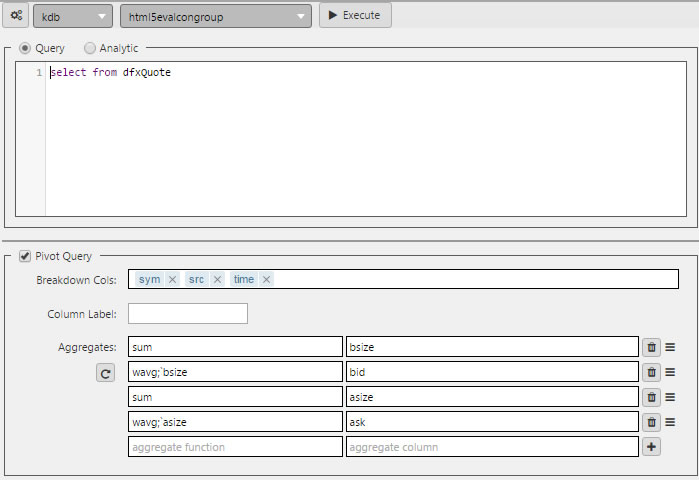 kdb html5evalcongroup Execute
Query Analytic
1 select from dfxQuote
Pivot Query
Breakdown Cols: sym × src × time ×
Column Label:
Aggregates: sum bsize
wavg;`bsize bid
sum asize
wavg;`asize ask
aggregate function aggregate column